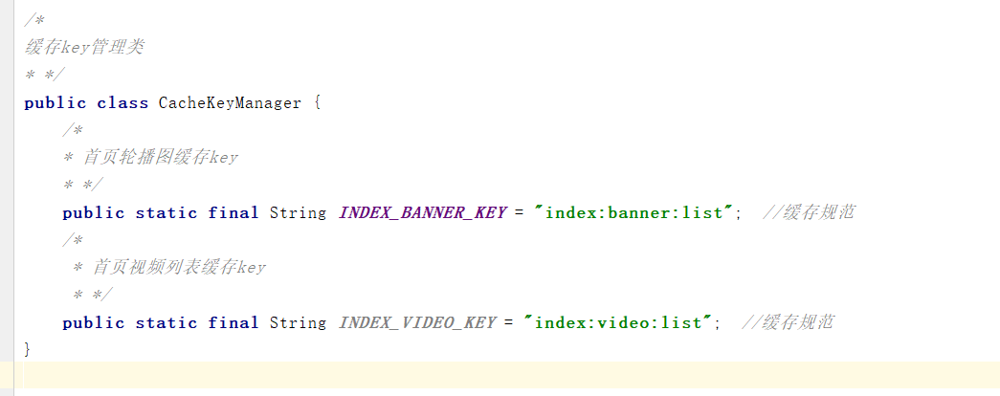 /*
缓存key管理类
* */
public class CacheKeyManager {
/*
* 首页轮播图缓存key
* */
public static final String INDEX_BANNER_KEY = "index:banner:list"; //缓存规范
/*
* 首页视频列表缓存key
* */
public static final String INDEX_VIDEO_KEY = "index:video:list"; //缓存规范
}